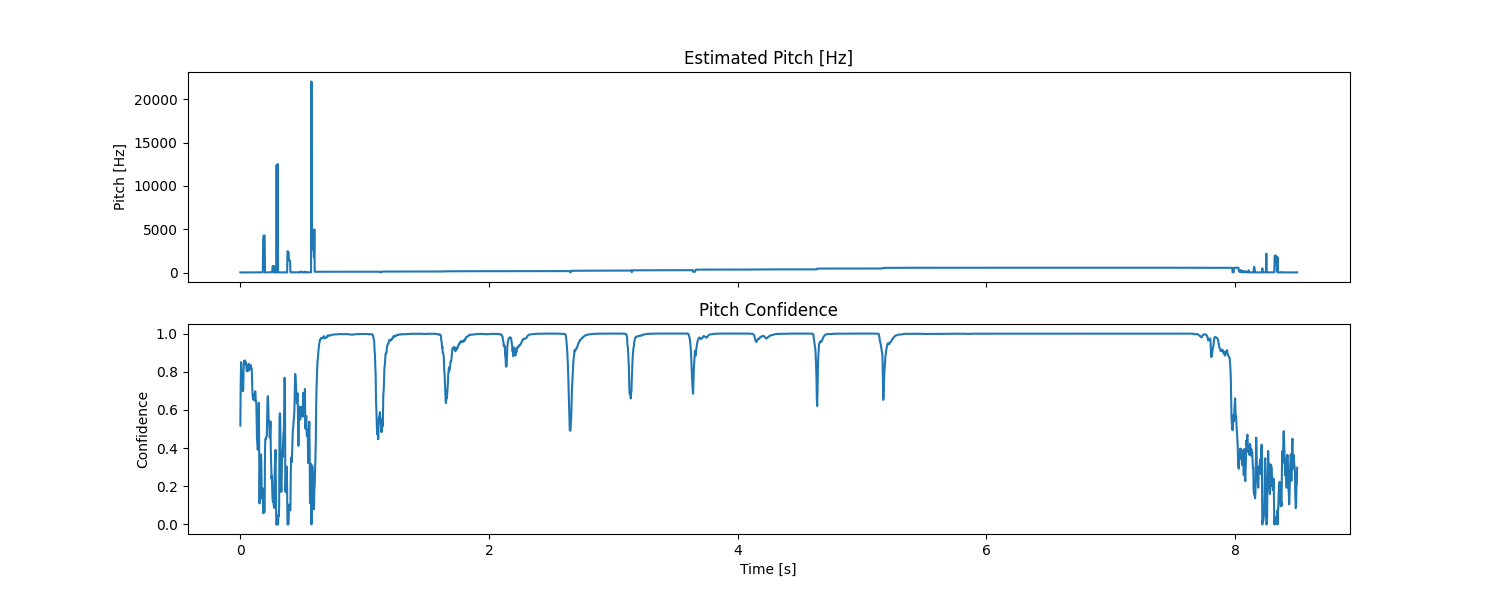 Estimated Pitch [Hz]
20000
15000
10000
5000
0
Pitch [Hz]
Pitch Confidence
1.0
0.8
0.6
0.4
0.2
0.0
Confidence
0 2 4 6 8
Time [s]